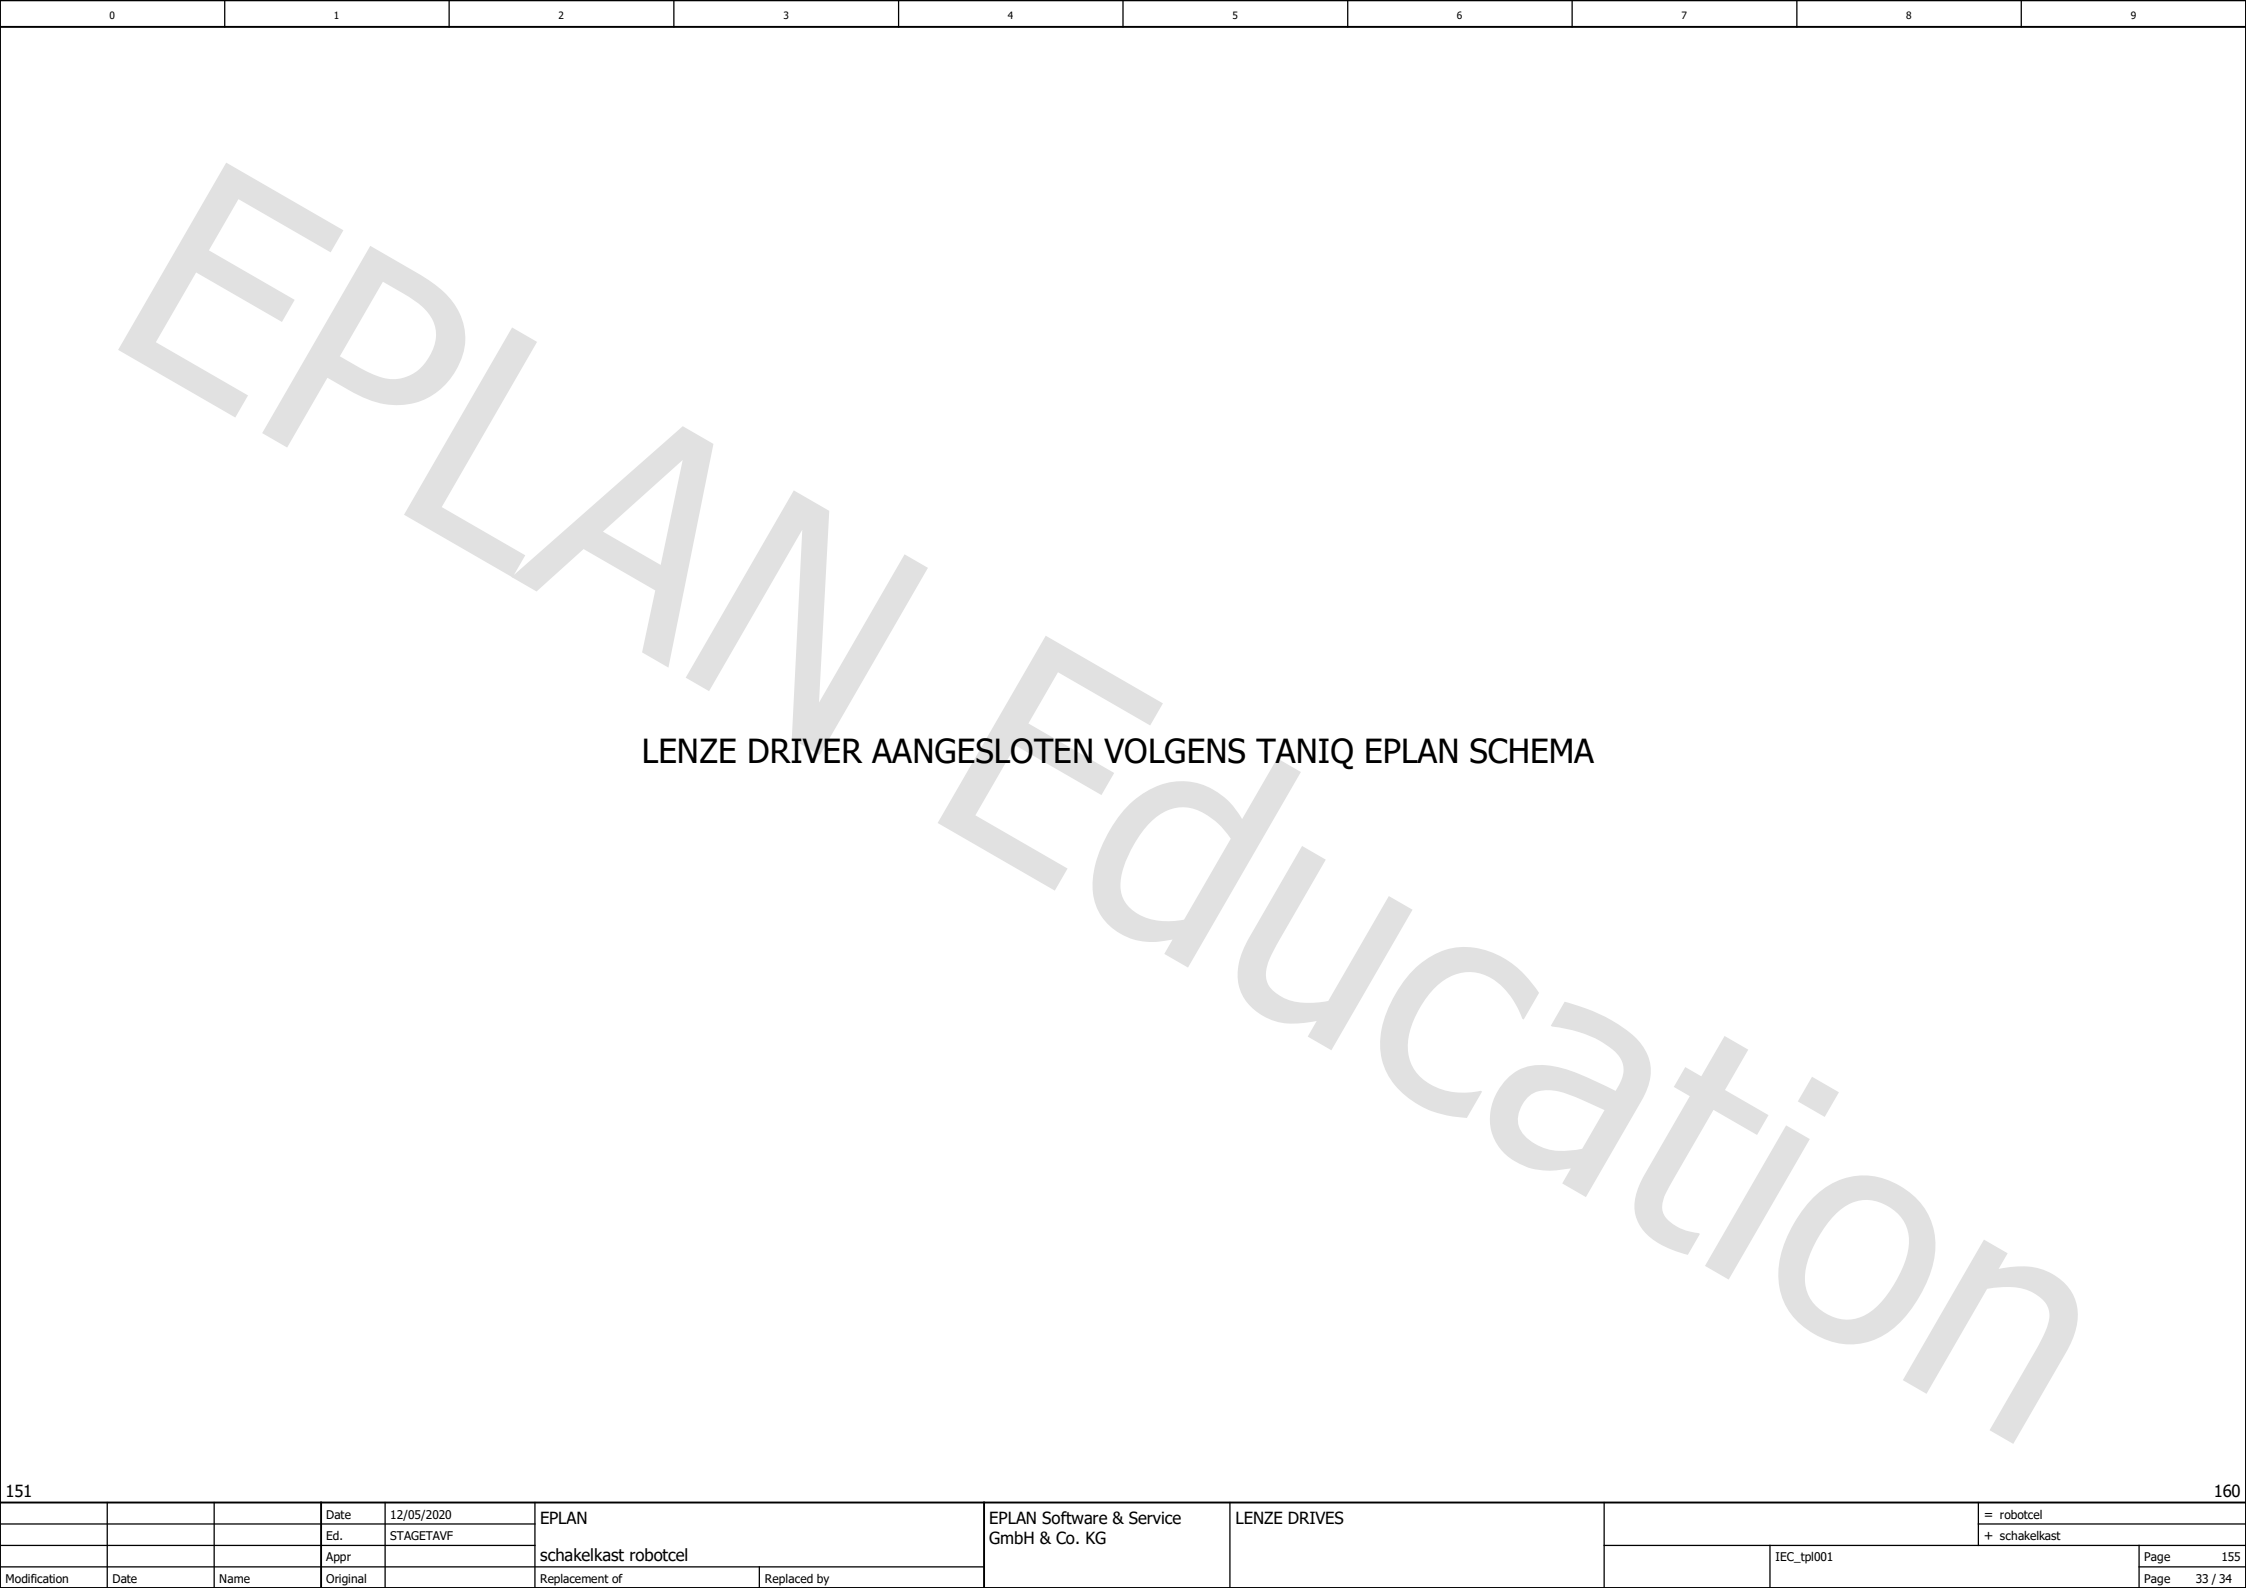 0 1 2 3 4 5 6 7 8 9
EPLAN Education
LENZE DRIVER AANGESLOTEN VOLGENS TANIQ EPLAN SCHEMA
151 160
Date 12/05/2020 EPLAN EPLAN Software & Service LENZE DRIVES = robotcel
Ed. STAGETAVF GmbH & Co. KG + schakelkast
Appr schakelkast robotcel IEC_tpl001 Page 155
Modification Date Name Original Replacement of Replaced by Page 33 / 34